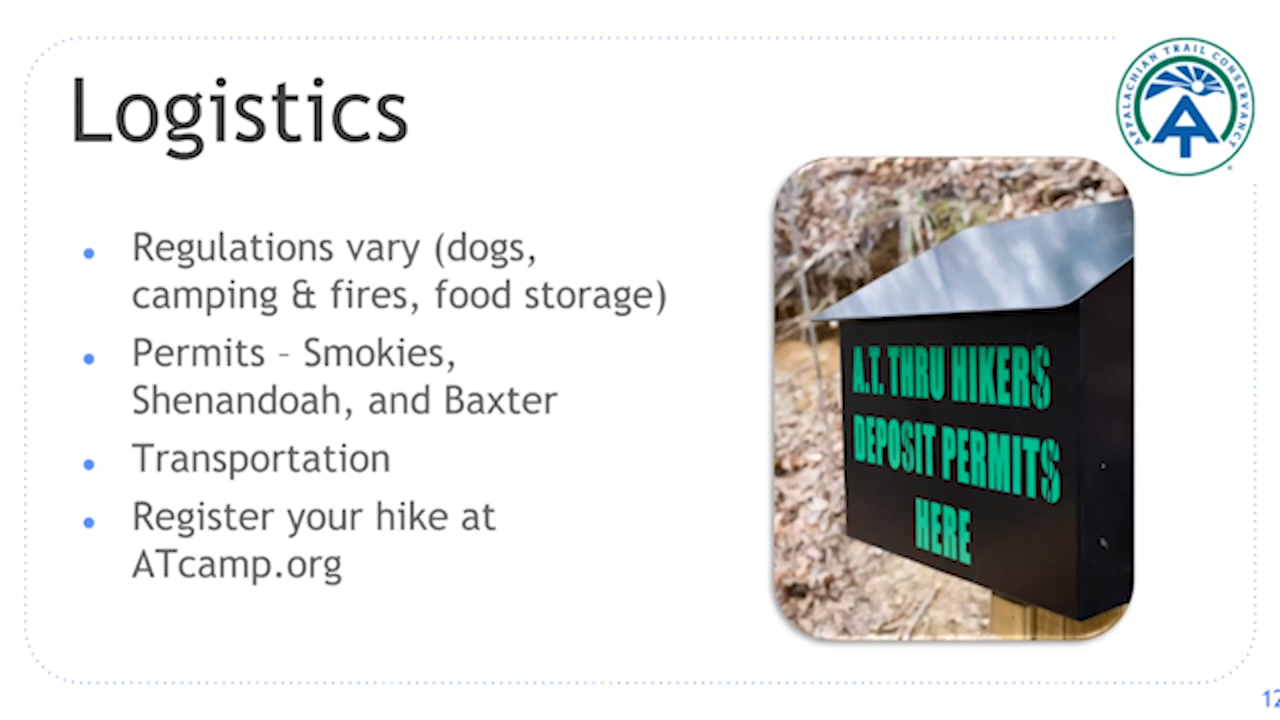 Logistics
APPALACHIAN TRAIL CONSERVANCY
AT
Regulations vary (dogs,
camping & fires, food storage)
Permits – Smokies,
Shenandoah, and Baxter
Transportation
Register your hike at
ATcamp.org
A.T. THRU HIKERS
DEPOSIT PERMITS
HERE
12